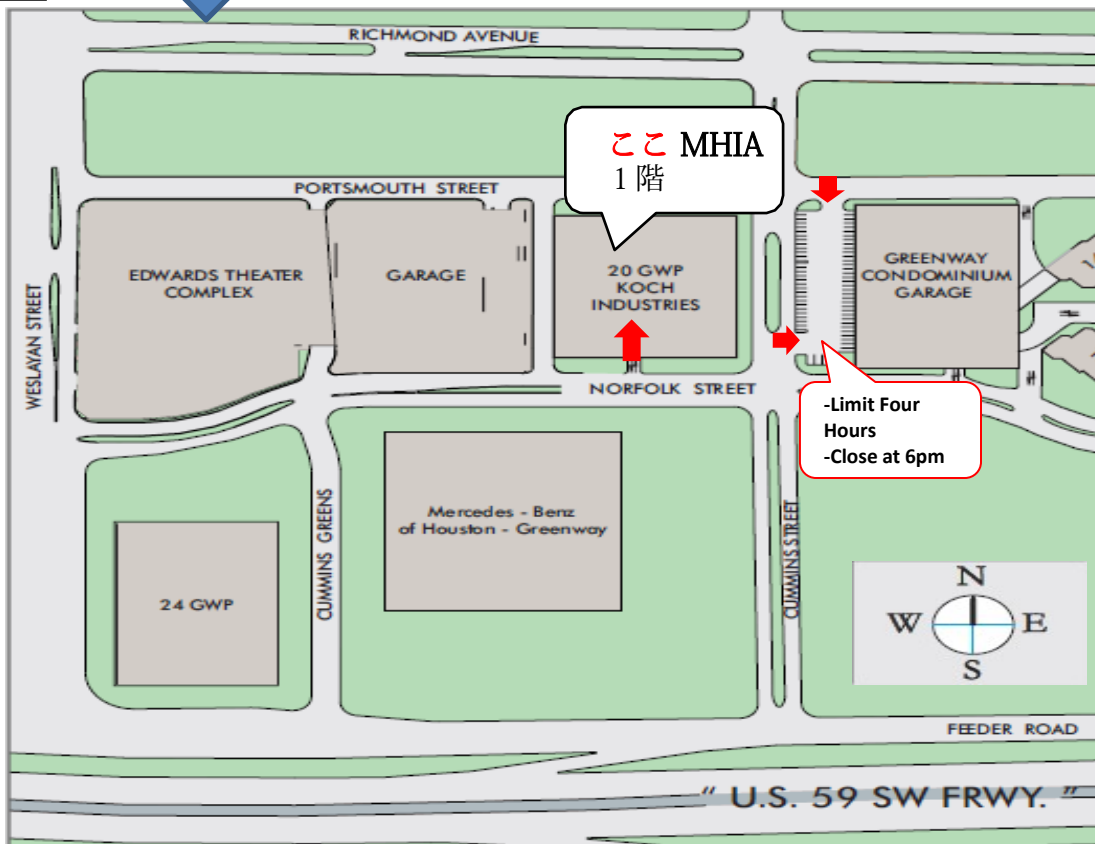 RICHMOND AVENUE
ここ MHIA
1階
PORTSMOUTH STREET
EDWARDS THEATER
COMPLEX
GARAGE
20 GWP
KOCH
INDUSTRIES
GREENWAY
CONDOMINIUM
GARAGE
WESLAYAN STREET
NORFOLK STREET
-Limit Four
Hours
-Close at 6pm
Mercedes - Benz
of Houston - Greenway
CUMMINS GREENS
CUMMINS STREET
24 GWP
N
W E
S
FEEDER ROAD
“ U.S. 59 SW FRWY. ”